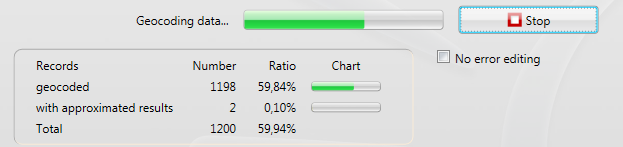 Geocoding data... Stop
No error editing
Records Number Ratio Chart
geocoded 1198 59,84%
with approximated results 2 0,10%
Total 1200 59,94%